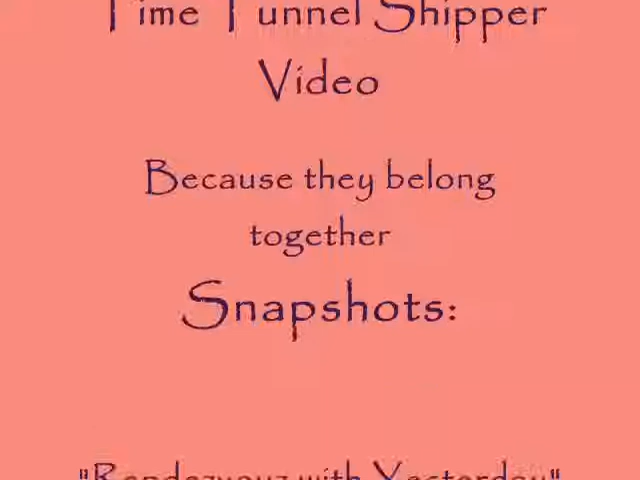 Time Tunnel Shipper
Video
Because they belong
together
Snapshots:
"Rendezvous with Yesterday"